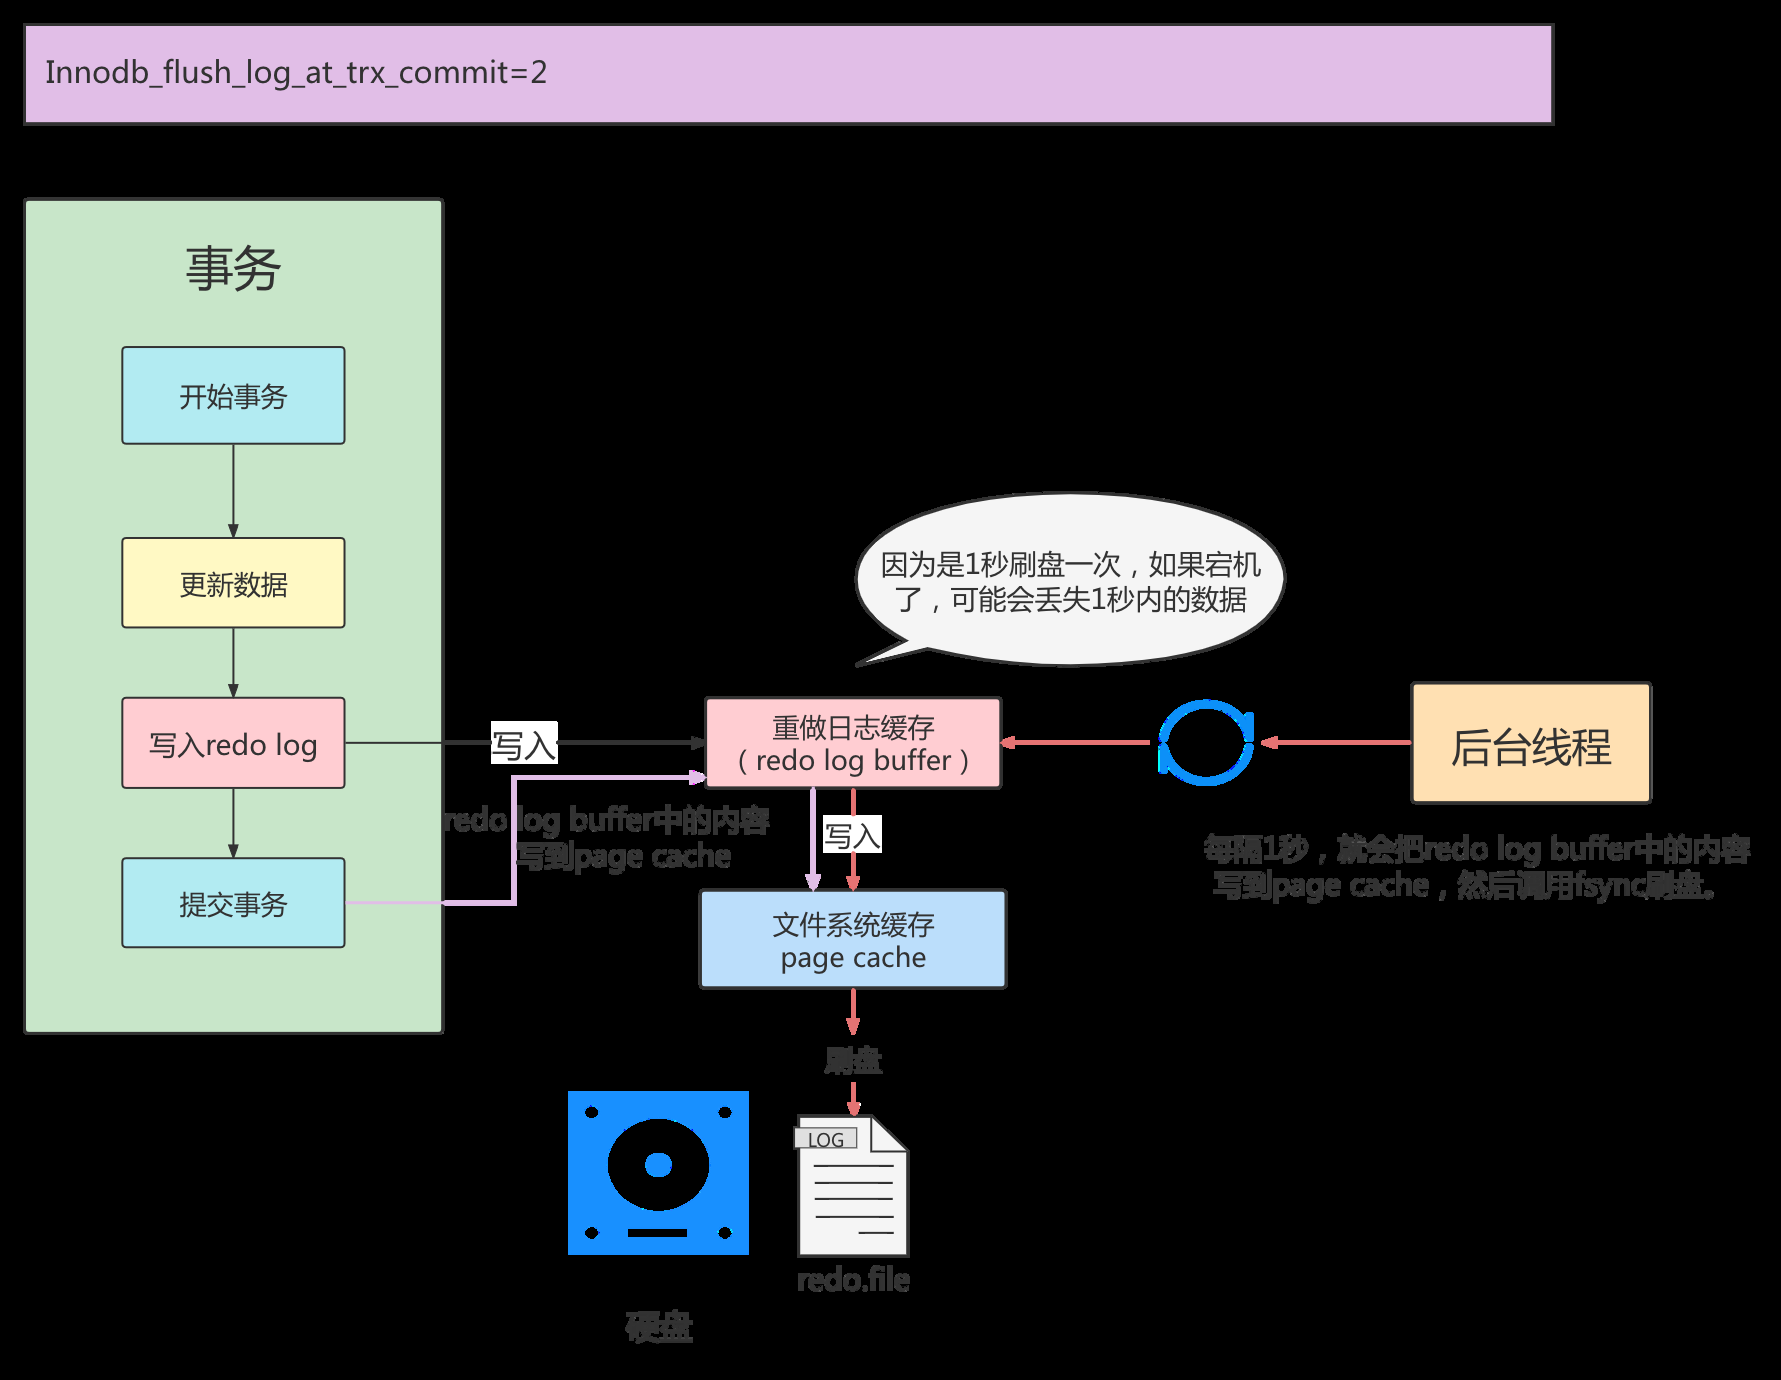 Innodb_flush_log_at_trx_commit=2
事务
开始事务
更新数据
写入redo log
提交事务
写入
redo log buffer中的内容
写到page cache
因为是1秒刷盘一次，如果宕机
了，可能会丢失1秒内的数据
重做日志缓存
（redo log buffer）
写入
文件系统缓存
page cache
刷盘
LOG
redo.file
硬盘
后台线程
每隔1秒，就会把redo log buffer中的内容
写到page cache，然后调用fsync刷盘。